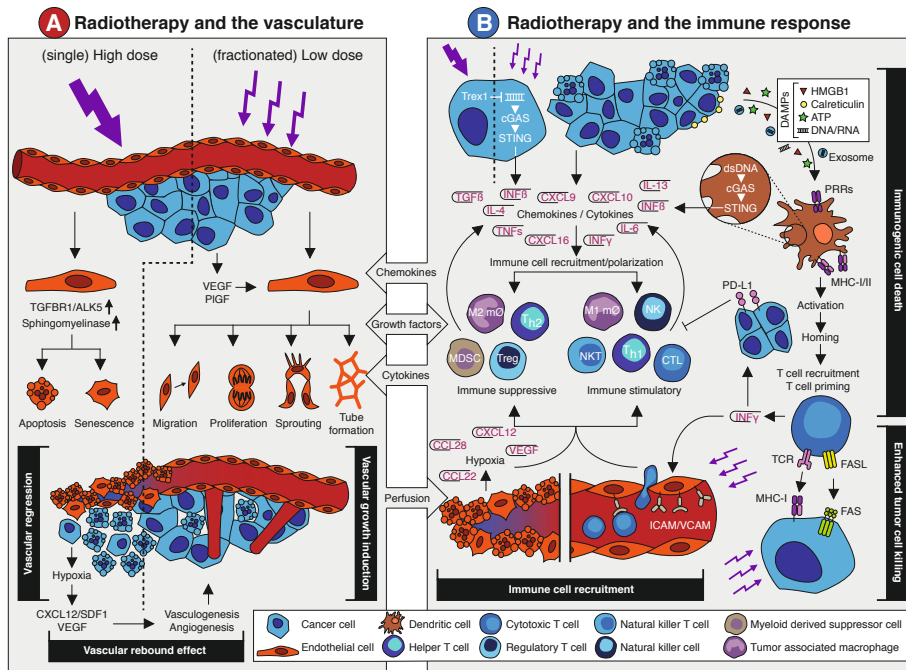 A Radiotherapy and the vasculature
(single) High dose
(fractionated) Low dose
TGFBR1/ALK5
Sphingomyelinase
VEGF
PIGF
Apoptosis
Senescence
Migration
Proliferation
Sprouting
Tube
formation
Vascular regression
Vascular growth induction
Hypoxia
CXCL12/SDF1
VEGF
Vasculogenesis
Angiogenesis
Vascular rebound effect
Chemokines
Growth factors
Cytokines
Perfusion
B Radiotherapy and the immune response
Trex1
cGAS
STING
DAMPs
HMGB1
Calreticulin
ATP
DNA/RNA
Exosome
PRRs
dsDNA
cGAS
STING
MHC-I/II
TGFß
INFß
CXCL9
CXCL10
IL-13
IL-4
INFß
Chemokines / Cytokines
TNFs
CXCL16
INFγ
IL-6
Immune cell recruitment/polarization
M2 mØ
Th2
MDSC
Treg
Immune suppressive
M1 mØ
NK
NKT
Th1
CTL
Immune stimulatory
PD-L1
Activation
Homing
T cell recruitment
T cell priming
INFγ
TCR
FASL
MHC-I
FAS
CXCL12
CCL28
VEGF
Hypoxia
CCL22
ICAM/VCAM
Immune cell recruitment
Immunogenic cell death
Enhanced tumor cell killing
Cancer cell
Dendritic cell
Cytotoxic T cell
Natural killer T cell
Myeloid derived suppressor cell
Endothelial cell
Helper T cell
Regulatory T cell
Natural killer cell
Tumor associated macrophage